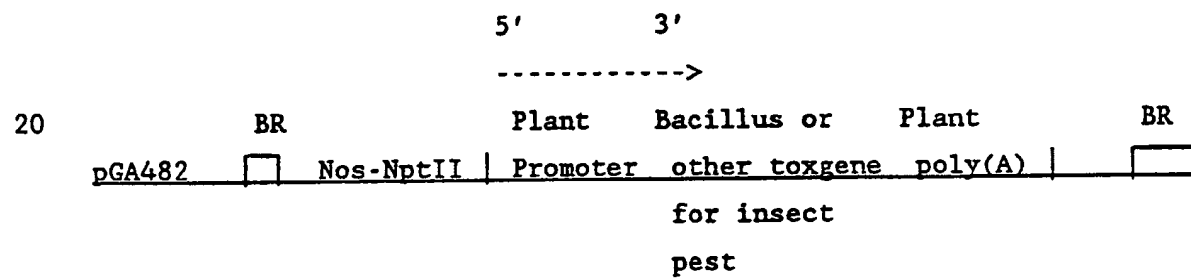 5' 3'
------------>
20 BR Plant Bacillus or Plant BR
pGA482 Nos-NptII Promoter other toxgene poly(A)
for insect
pest